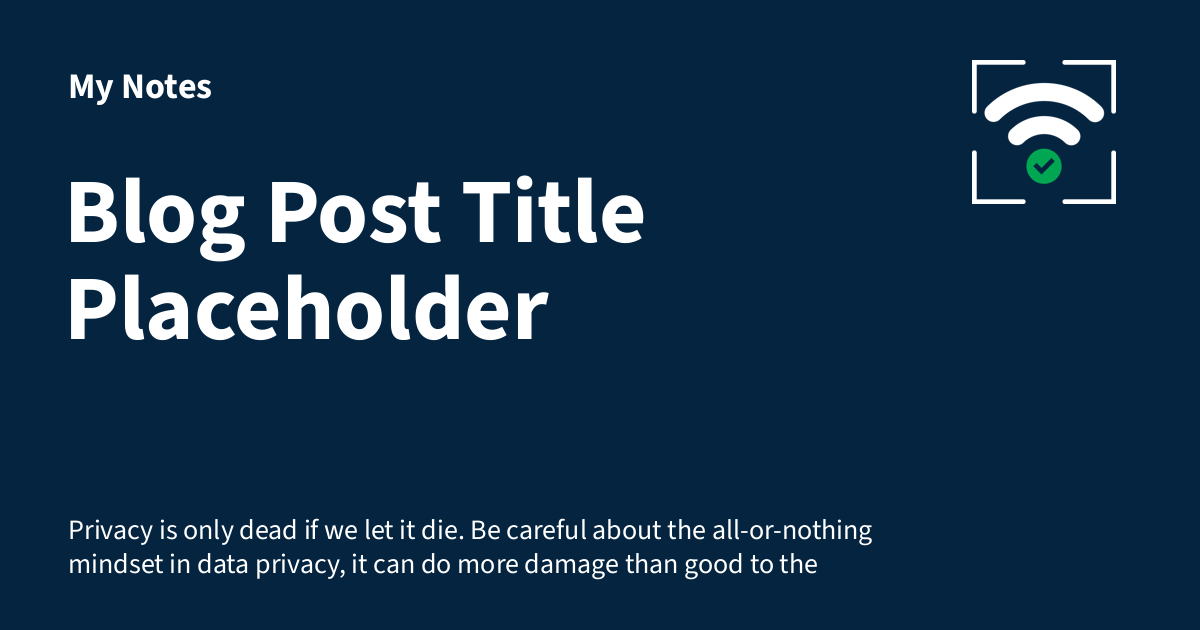 My Notes
Blog Post Title
Placeholder
Privacy is only dead if we let it die. Be careful about the all-or-nothing
mindset in data privacy, it can do more damage than good to the